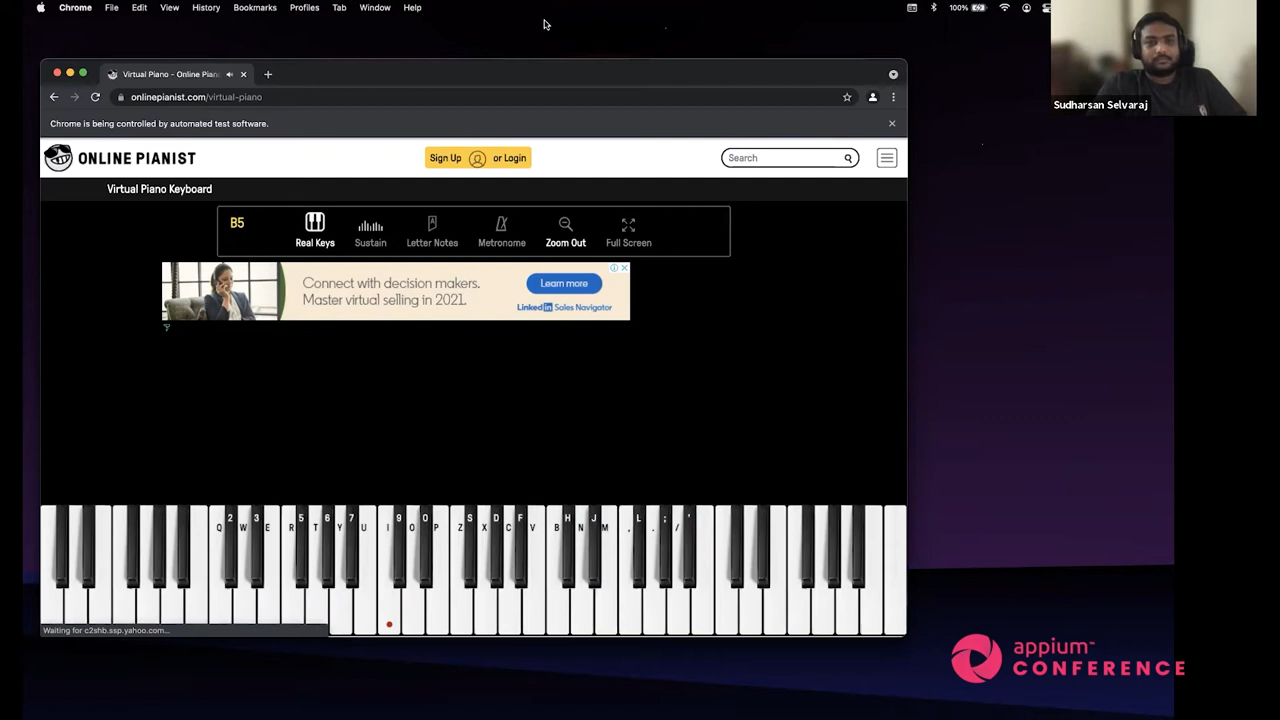 Chrome File Edit View History Bookmarks Profiles Tab Window Help
100%
Sudharsan Selvaraj
Virtual Piano - Online Piani
onlinepianist.com/virtual-piano
Chrome is being controlled by automated test software.
ONLINE PIANIST
Sign Up or Login
Search
Virtual Piano Keyboard
B5
Real Keys Sustain Letter Notes Metronome Zoom Out Full Screen
A
Connect with decision makers.
Master virtual selling in 2021.
Learn more
LinkedIn Sales Navigator
2 3 5 6 7 9 0 S D F H J L ; '
Q W E R T Y U I O P Z X C V B N M , . /
Waiting for c2shb.ssp.yahoo.com...
appium™
CONFERENCE